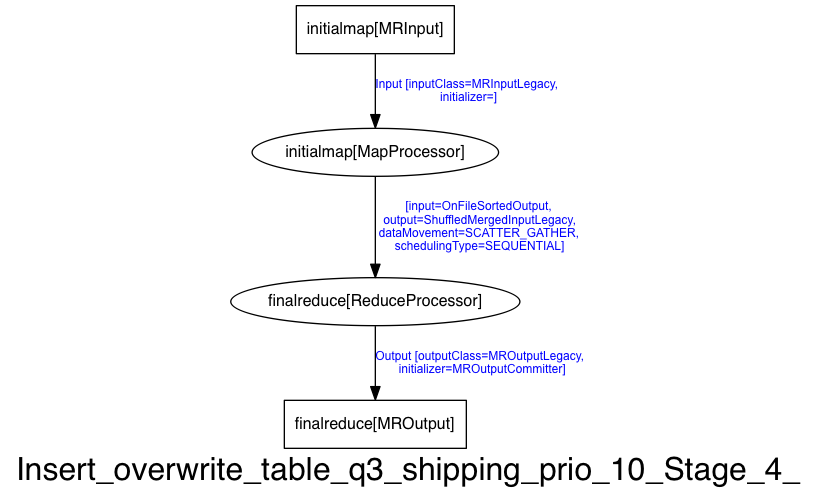 initialmap[MRInput]
Input [inputClass=MRInputLegacy,
initializer=]
initialmap[MapProcessor]
[input=OnFileSortedOutput,
output=ShuffledMergedInputLegacy,
dataMovement=SCATTER_GATHER,
schedulingType=SEQUENTIAL]
finalreduce[ReduceProcessor]
Output [outputClass=MROutputLegacy,
initializer=MROutputCommitter]
finalreduce[MROutput]
Insert_overwrite_table_q3_shipping_prio_10_Stage_4_